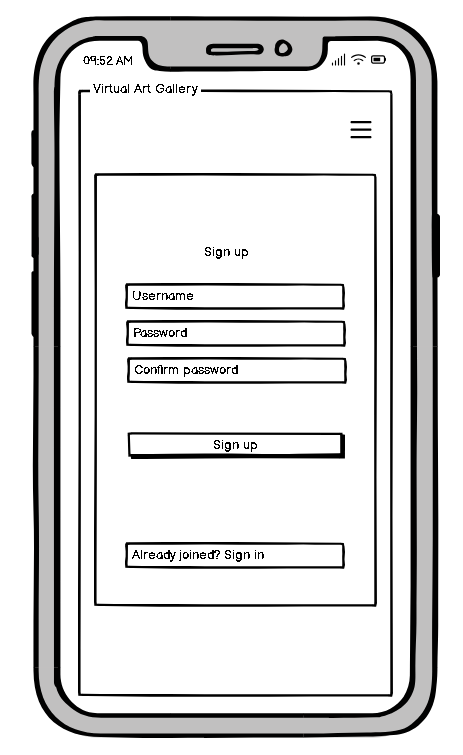 09:52 AM
Virtual Art Gallery
Sign up
Username
Password
Confirm password
Sign up
Already joined? Sign in